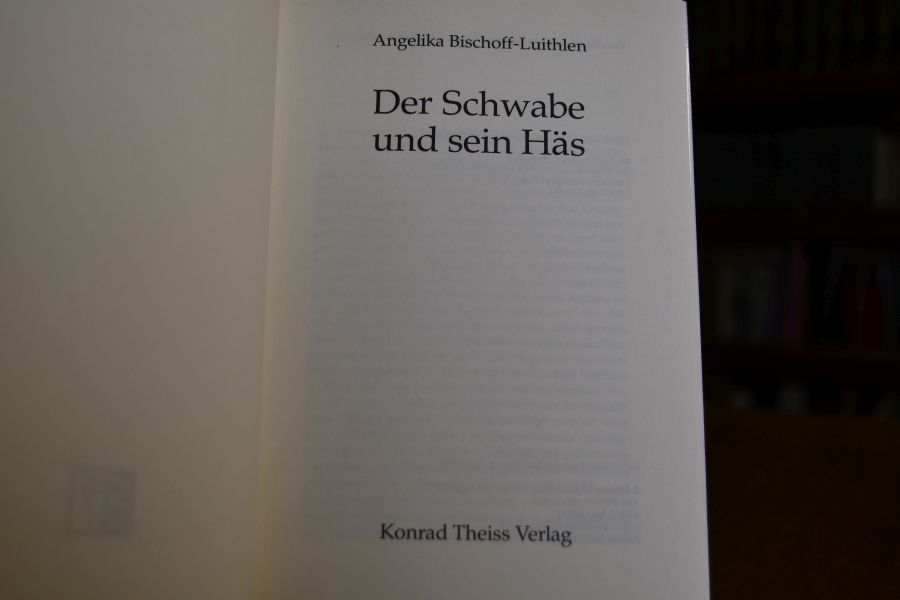 Angelika Bischoff-Luithlen
Der Schwabe
und sein Häs
Konrad Theiss Verlag